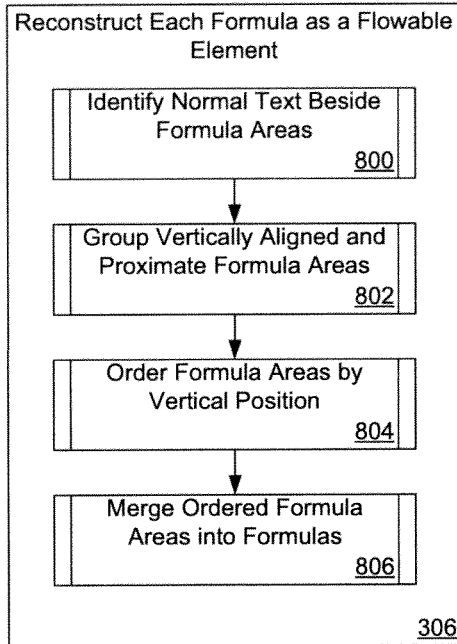 Reconstruct Each Formula as a Flowable
Element
Identify Normal Text Beside
Formula Areas
800
Group Vertically Aligned and
Proximate Formula Areas
802
Order Formula Areas by
Vertical Position
804
Merge Ordered Formula
Areas into Formulas
806
306